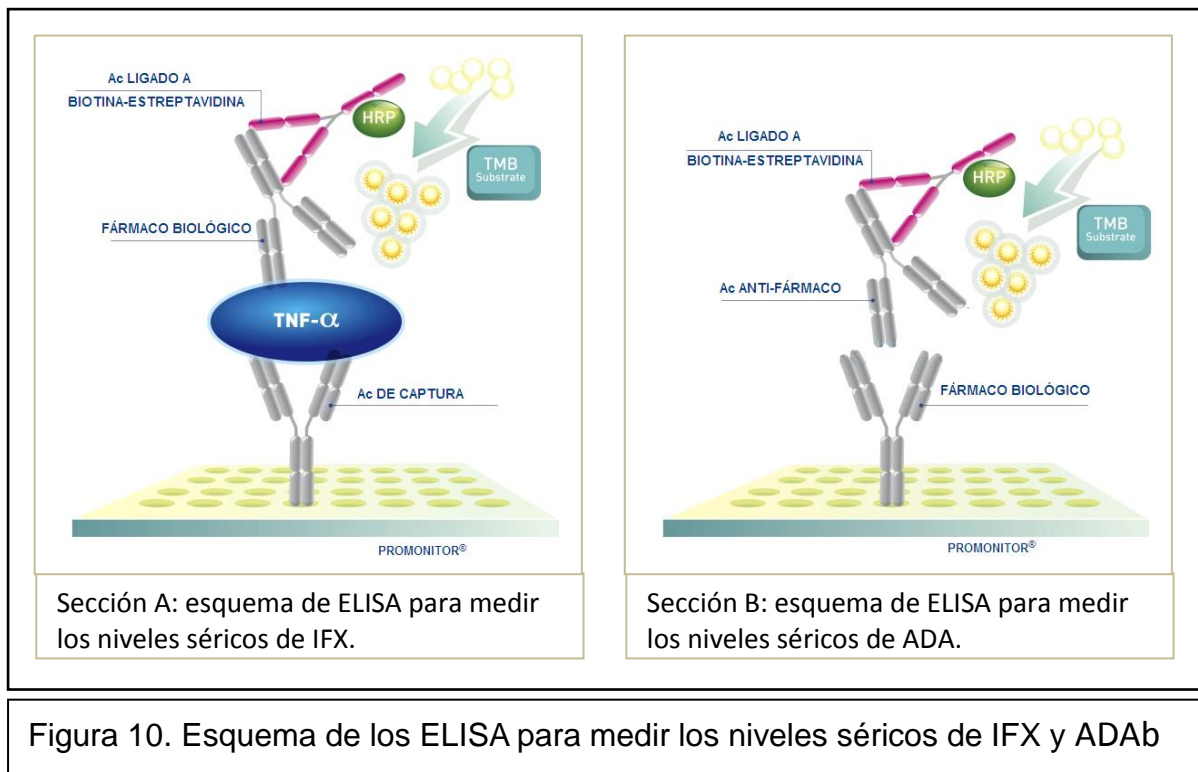 Ac LIGADO A
BIOTINA-ESTREPTAVIDINA
HRP
TMB
Substrate
FÁRMACO BIOLÓGICO
TNF-α
Ac DE CAPTURA
PROMONITOR®
Sección A: esquema de ELISA para medir
los niveles séricos de IFX.
Ac LIGADO A
BIOTINA-ESTREPTAVIDINA
HRP
TMB
Substrate
Ac ANTI-FÁRMACO
FÁRMACO BIOLÓGICO
PROMONITOR®
Sección B: esquema de ELISA para medir
los niveles séricos de ADA.
Figura 10. Esquema de los ELISA para medir los niveles séricos de IFX y ADAb